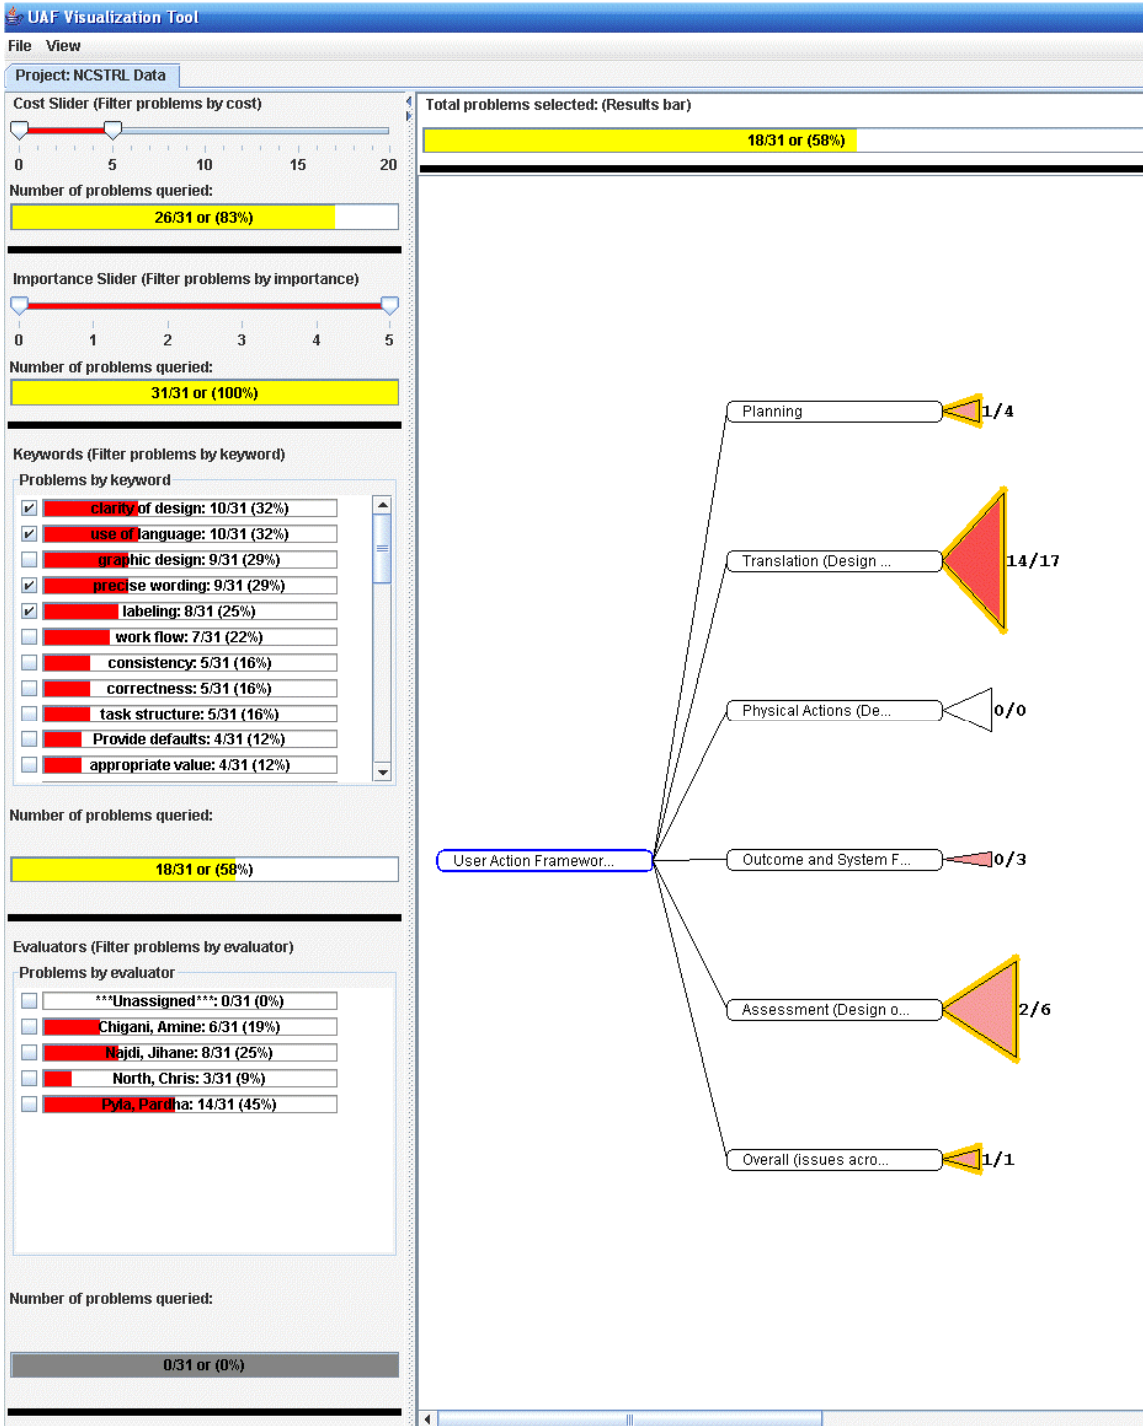 UAF Visualization Tool
File View
Project: NCSTRL Data
Cost Slider (Filter problems by cost)
0 5 10 15 20
Number of problems queried:
26/31 or (83%)
Importance Slider (Filter problems by importance)
0 1 2 3 4 5
Number of problems queried:
31/31 or (100%)
Keywords (Filter problems by keyword)
Problems by keyword
clarity of design: 10/31 (32%)
use of language: 10/31 (32%)
graphic design: 9/31 (29%)
precise wording: 9/31 (29%)
labeling: 8/31 (25%)
work flow: 7/31 (22%)
consistency: 5/31 (16%)
correctness: 5/31 (16%)
task structure: 5/31 (16%)
Provide defaults: 4/31 (12%)
appropriate value: 4/31 (12%)
Number of problems queried:
18/31 or (58%)
Evaluators (Filter problems by evaluator)
Problems by evaluator
***Unassigned***: 0/31 (0%)
Chigani, Amine: 6/31 (19%)
Najdi, Jihane: 8/31 (25%)
North, Chris: 3/31 (9%)
Pyla, Pardha: 14/31 (45%)
Number of problems queried:
0/31 or (0%)
Total problems selected: (Results bar)
18/31 or (58%)
User Action Framewor...
Planning 1/4
Translation (Design ... 14/17
Physical Actions (De... 0/0
Outcome and System F... 0/3
Assessment (Design o... 2/6
Overall (issues acro... 1/1